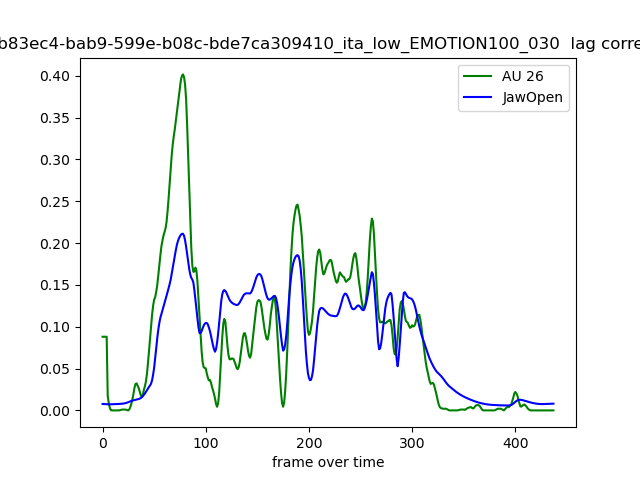 b83ec4-bab9-599e-b08c-bde7ca309410_ita_low_EMOTION100_030 lag corre
AU 26
JawOpen
0.40
0.35
0.30
0.25
0.20
0.15
0.10
0.05
0.00
0 100 200 300 400
frame over time